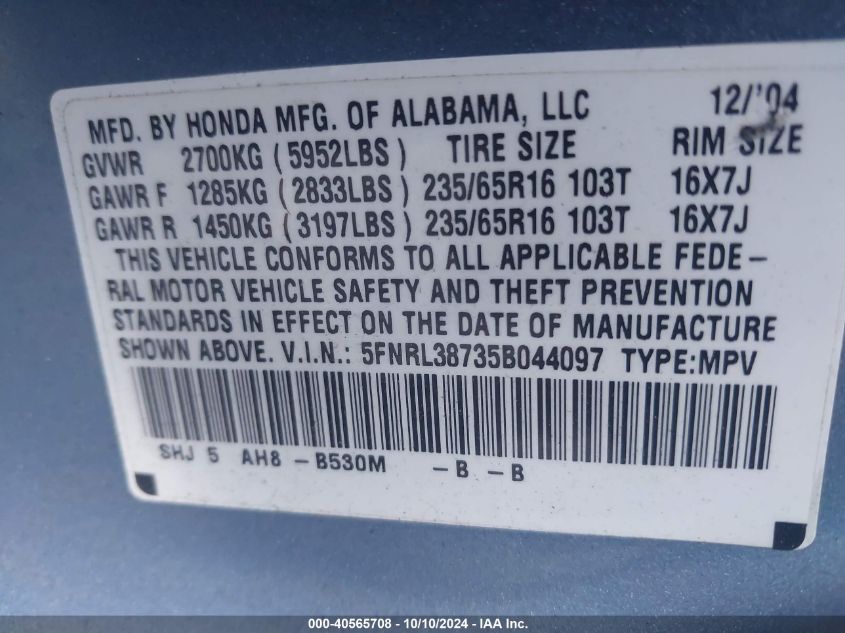 MFD. BY HONDA MFG. OF ALABAMA, LLC 12/'04
GVWR 2700KG (5952LBS) TIRE SIZE RIM SIZE
GAWR F 1285KG (2833LBS) 235/65R16 103T 16X7J
GAWR R 1450KG (3197LBS) 235/65R16 103T 16X7J
THIS VEHICLE CONFORMS TO ALL APPLICABLE FEDE-
RAL MOTOR VEHICLE SAFETY AND THEFT PREVENTION
STANDARDS IN EFFECT ON THE DATE OF MANUFACTURE
SHOWN ABOVE. V.I.N.: 5FNRL38735B044097 TYPE:MPV
SHJ 5 AH8 -B530M -B -B
000-40565708 - 10/10/2024 - IAAI Inc.